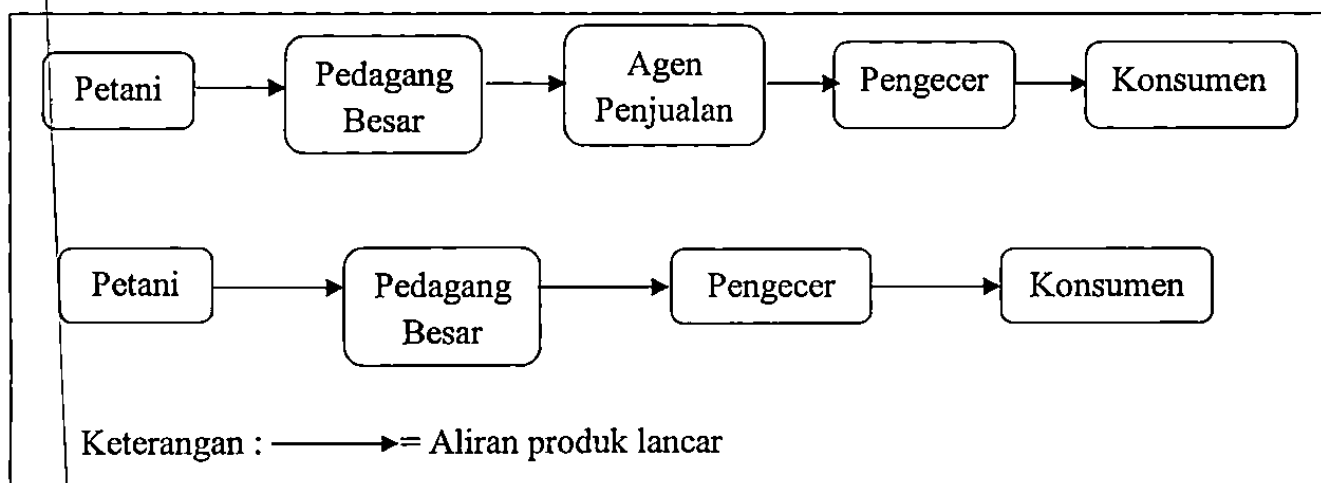 Petani
Pedagang
Besar
Agen
Penjualan
Pengecer
Konsumen
Petani
Pedagang
Besar
Pengecer
Konsumen
Keterangan : = Aliran produk lancar